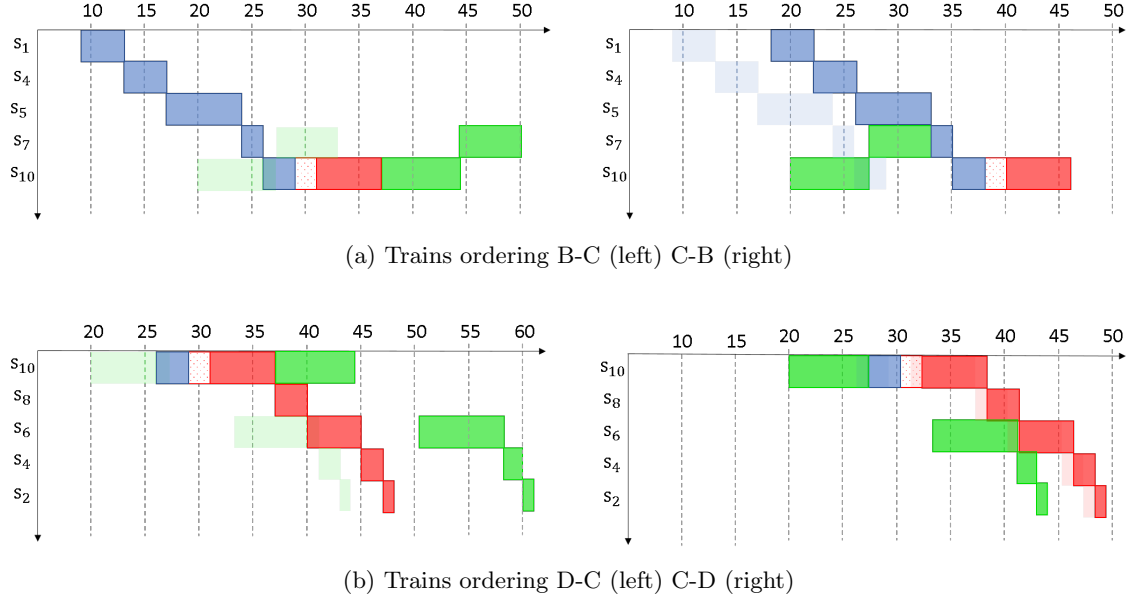 10 15 20 25 30 35 40 45 50
s1
s4
s5
s7
s10
10 15 20 25 30 35 40 45 50
s1
s4
s5
s7
s10
(a) Trains ordering B-C (left) C-B (right)
20 25 30 35 40 45 50 55 60
s10
s8
s6
s4
s2
10 15 20 25 30 35 40 45 50
s10
s8
s6
s4
s2
(b) Trains ordering D-C (left) C-D (right)